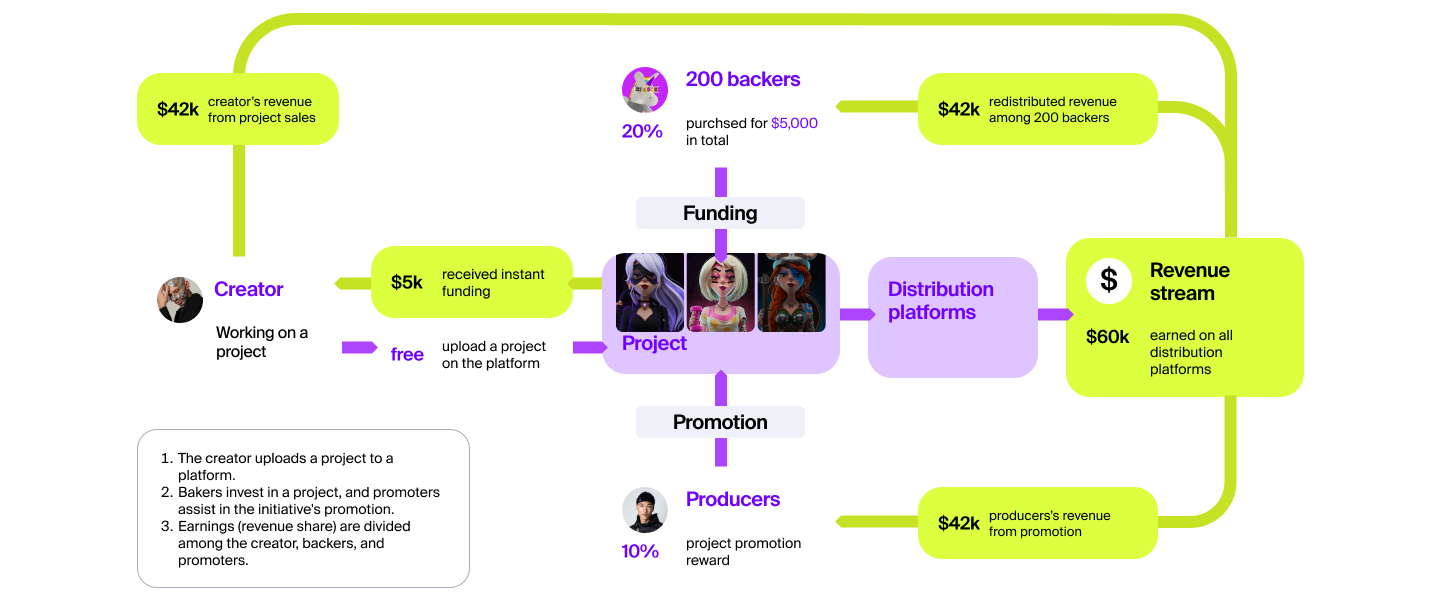 $42k
creator's revenue
from project sales
200 backers
20%
purchsed for $5,000
in total
$42k
redistributed revenue
among 200 backers
Funding
Creator
Working on a
project
$5k
received instant
funding
free
upload a project
on the platform
Project
Distribution
platforms
$
Revenue
stream
$60k
earned on all
distribution
platforms
Promotion
Producers
10%
project promotion
reward
$42k
producers's revenue
from promotion
1. The creator uploads a project to a
platform.
2. Bakers invest in a project, and promoters
assist in the initiative's promotion.
3. Earnings (revenue share) are divided
among the creator, backers, and
promoters.